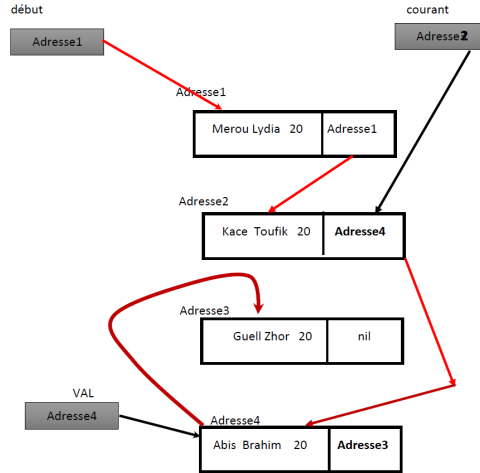 début
courant
Adresse1
Adresse2
Adresse1
Merou Lydia 20 Adresse1
Adresse2
Kace Toufik 20 Adresse4
Adresse3
Guell Zhor 20 nil
VAL
Adresse4
Adresse4
Abis Brahim 20 Adresse3